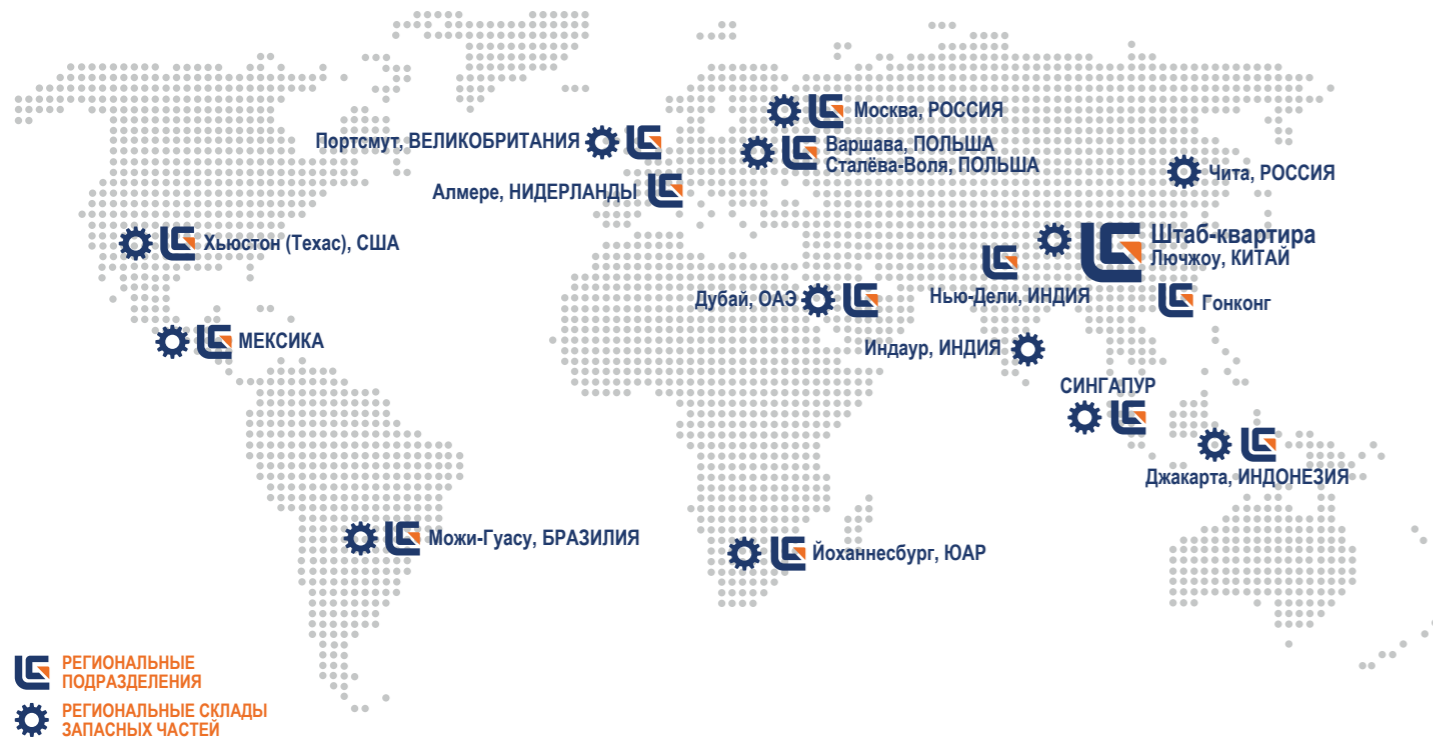 Москва, РОССИЯ
Портсмут, ВЕЛИКОБРИТАНИЯ
Варшава, ПОЛЬША
Сталёва-Воля, ПОЛЬША
Чита, РОССИЯ
Алмере, НИДЕРЛАНДЫ
Хьюстон (Техас), США
Штаб-квартира
Лючжоу, КИТАЙ
Дубай, ОАЭ
Нью-Дели, ИНДИЯ
Гонконг
МЕКСИКА
Индаур, ИНДИЯ
СИНГАПУР
Джакарта, ИНДОНЕЗИЯ
Можи-Гуасу, БРАЗИЛИЯ
Йоханнесбург, ЮАР
РЕГИОНАЛЬНЫЕ
ПОДРАЗДЕЛЕНИЯ
РЕГИОНАЛЬНЫЕ СКЛАДЫ
ЗАПАСНЫХ ЧАСТЕЙ